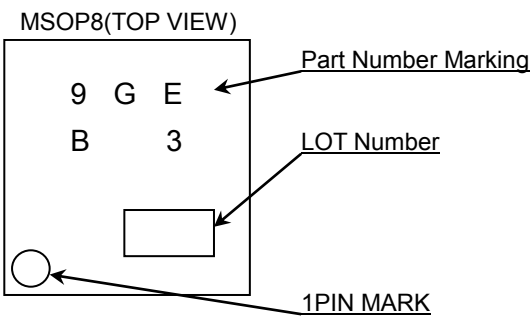 MSOP8(TOP VIEW)
Part Number Marking
9 G E
B 3
LOT Number
1PIN MARK